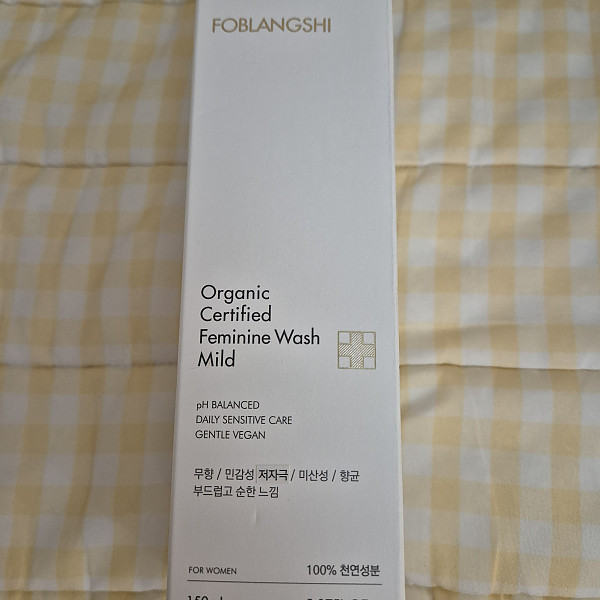 FOBLANGSHI
Organic
Certified
Feminine Wash
Mild
pH BALANCED
DAILY SENSITIVE CARE
GENTLE VEGAN
무향 / 민감성 저자극 / 미산성 / 향균
부드럽고 순한 느낌
FOR WOMEN
100% 천연성분